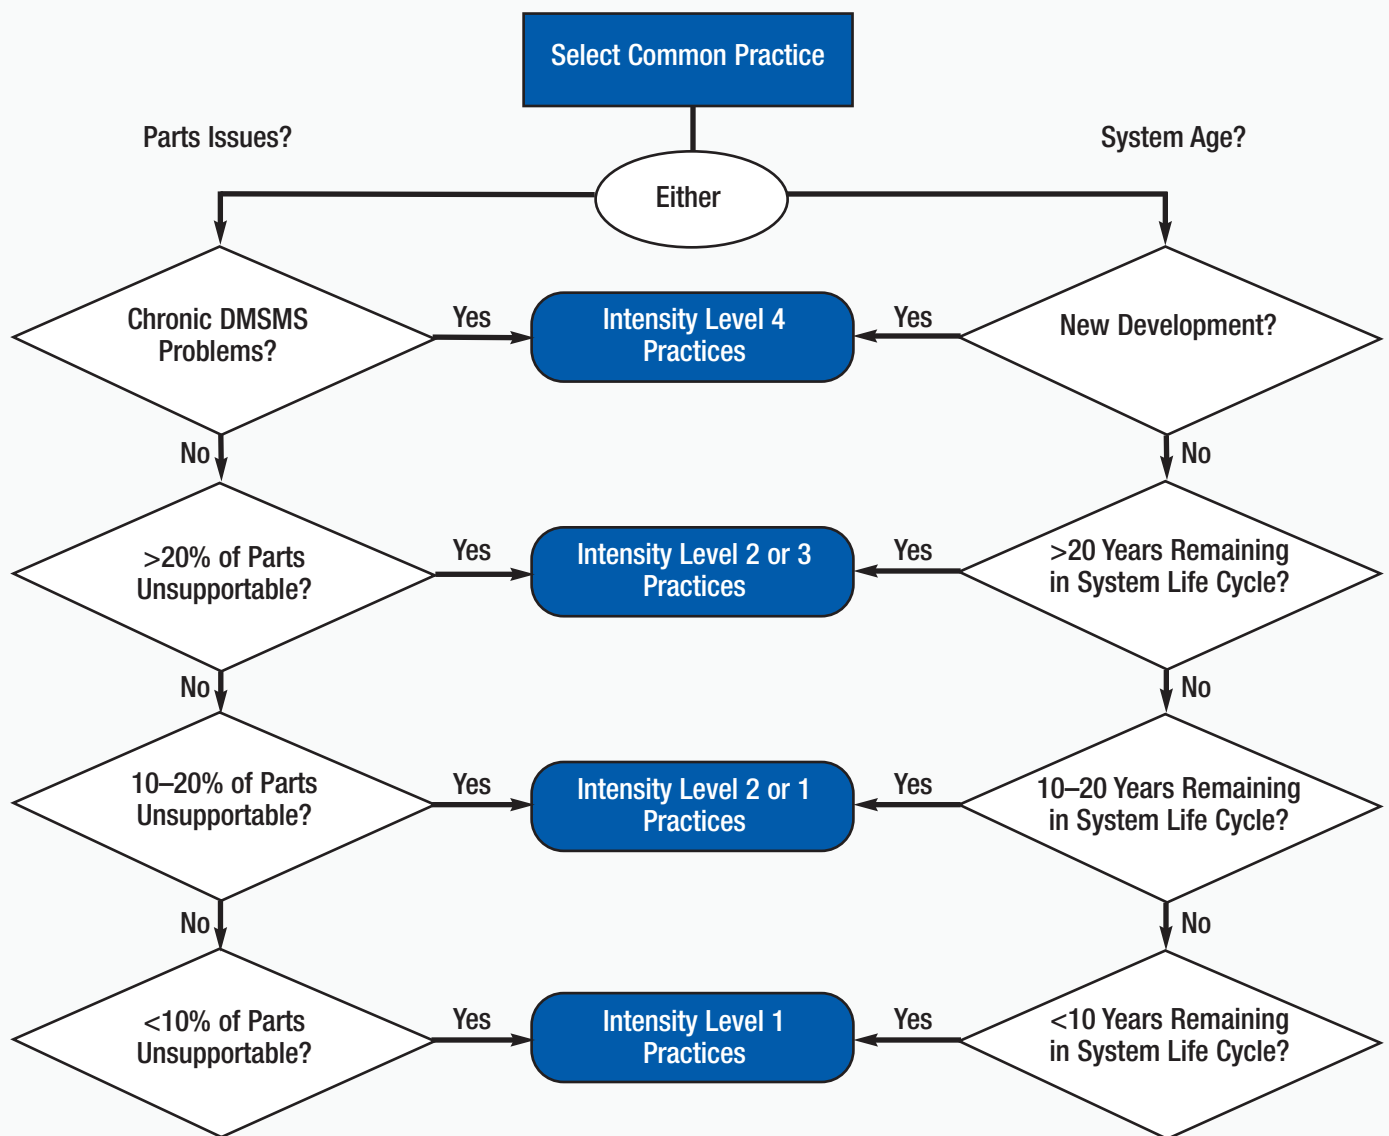 Select Common Practice
Parts Issues?
System Age?
Either
Chronic DMSMS
Problems?
Yes
Intensity Level 4
Practices
Yes
New Development?
No
No
>20% of Parts
Unsupportable?
Yes
Intensity Level 2 or 3
Practices
Yes
>20 Years Remaining
in System Life Cycle?
No
No
10–20% of Parts
Unsupportable?
Yes
Intensity Level 2 or 1
Practices
Yes
10–20 Years Remaining
in System Life Cycle?
No
No
<10% of Parts
Unsupportable?
Yes
Intensity Level 1
Practices
Yes
<10 Years Remaining
in System Life Cycle?